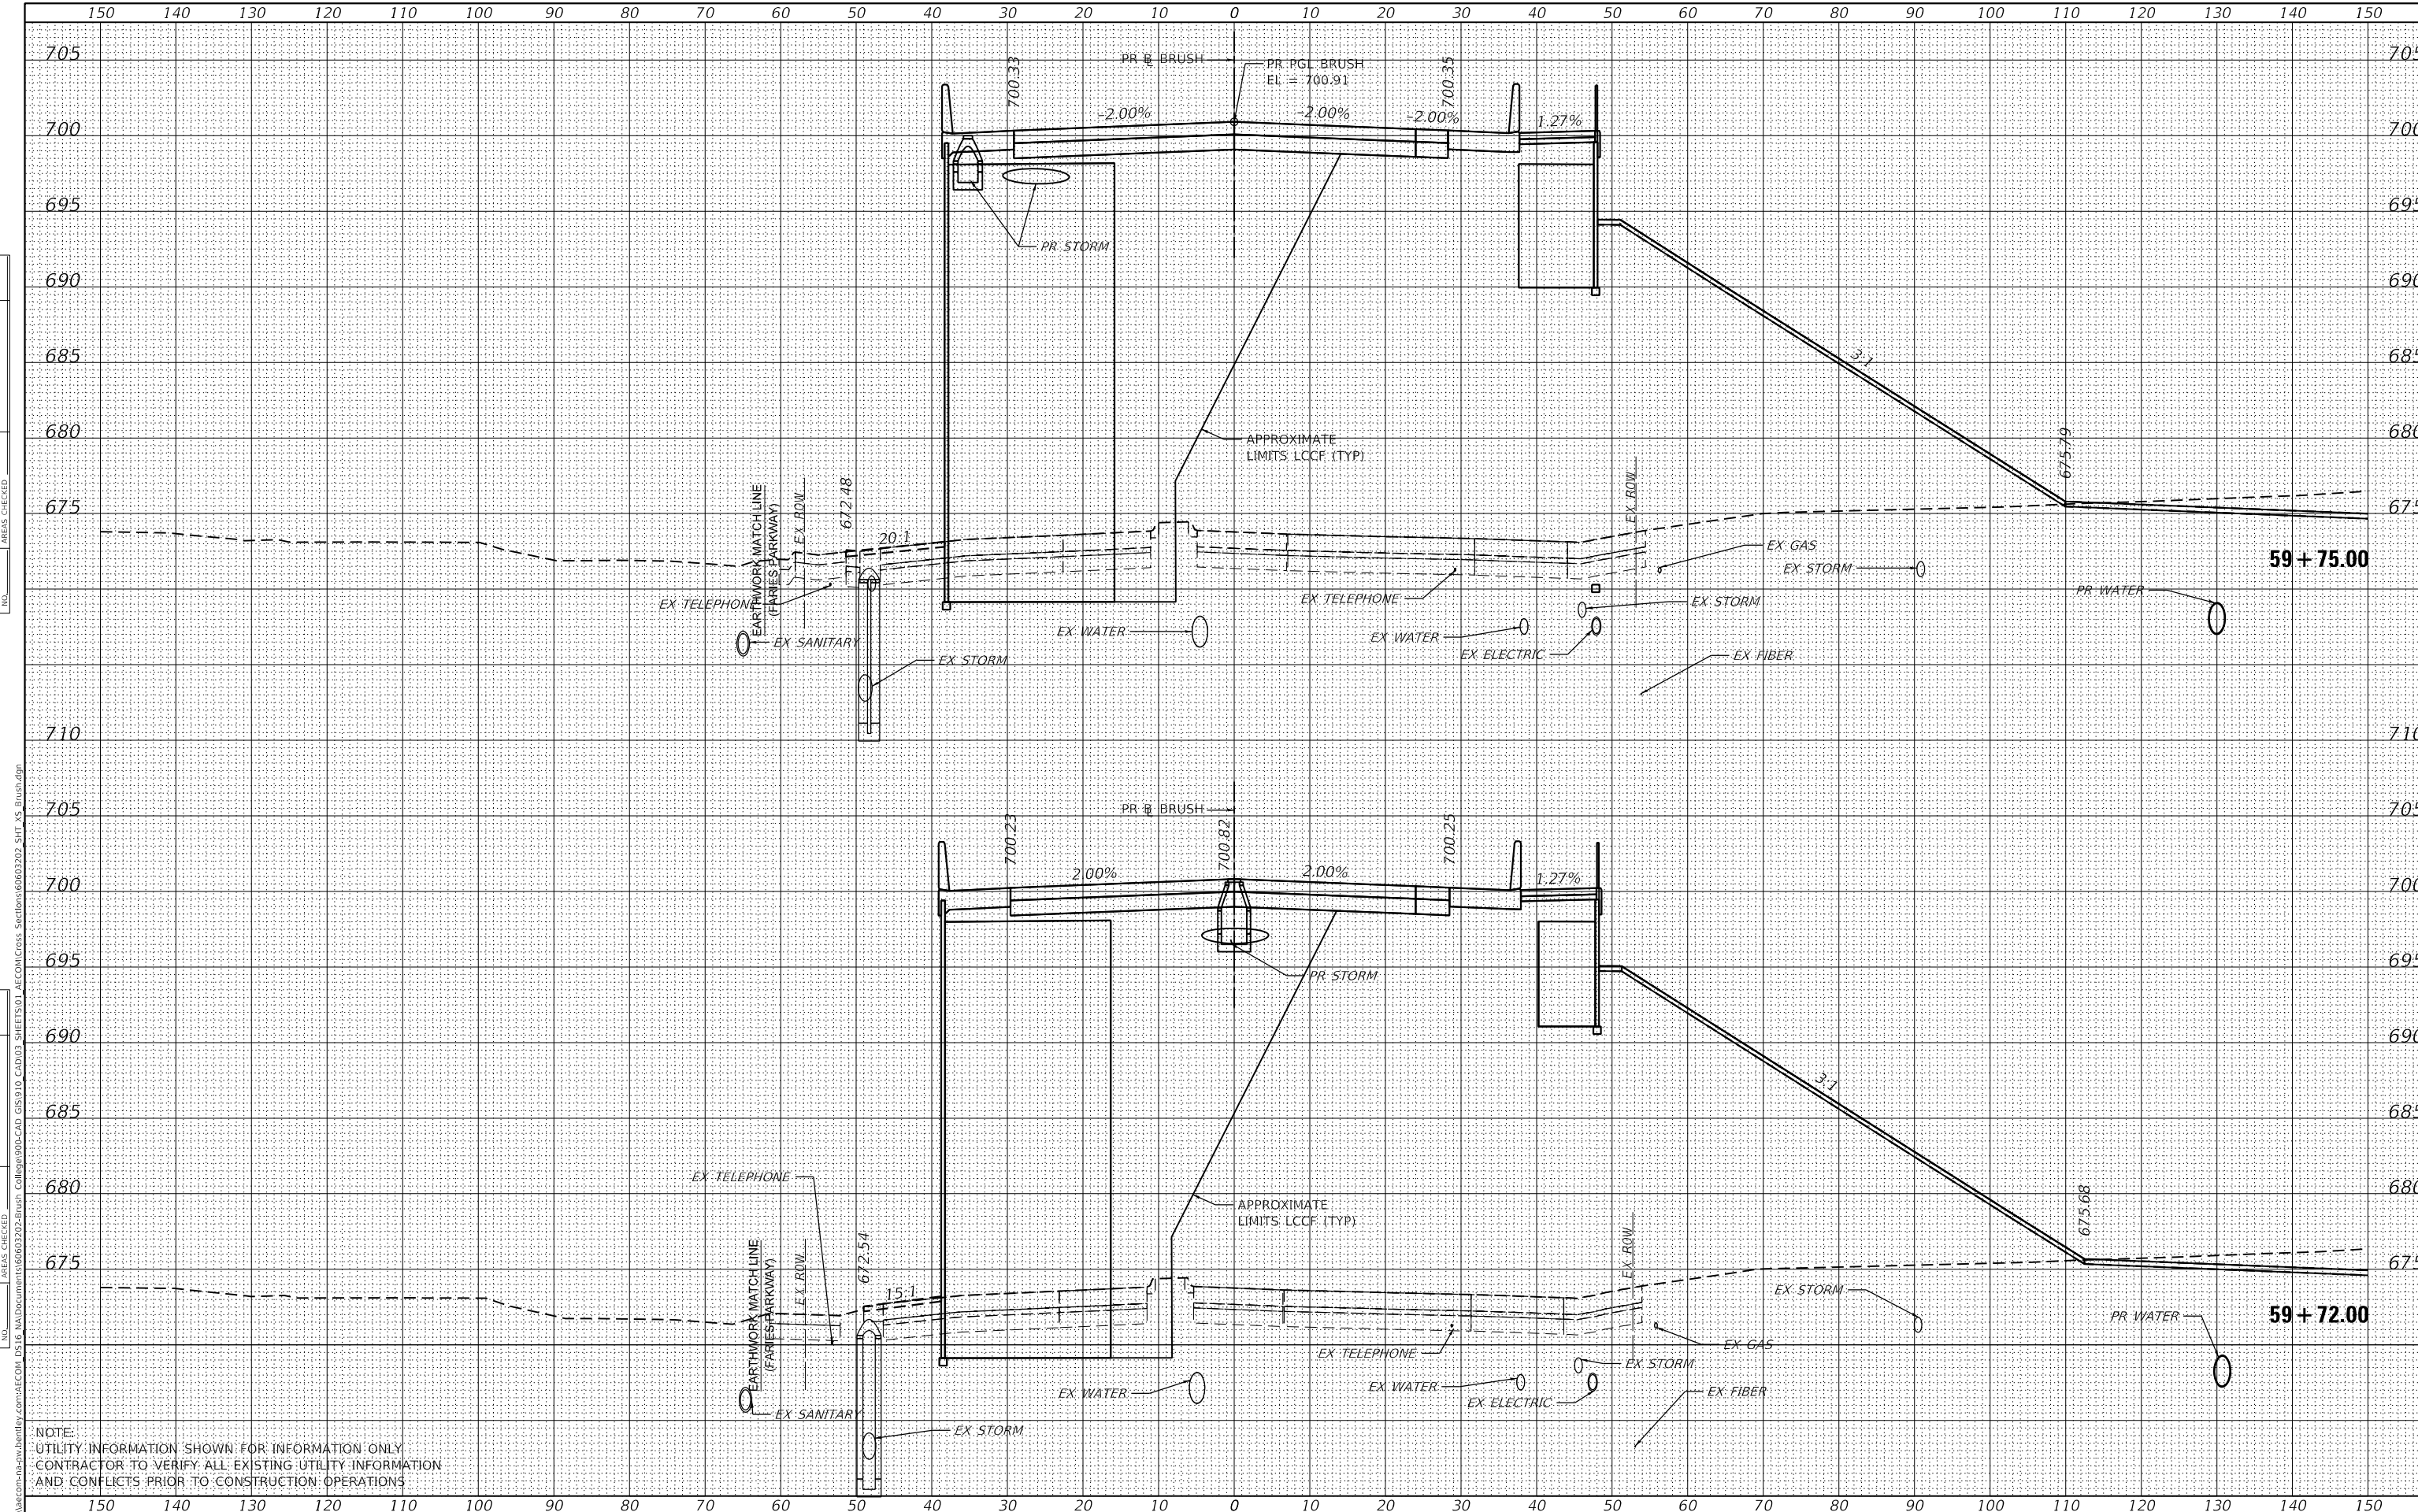 150 140 130 120 110 100 90 80 70 60 50 40 30 20 10 0 10 20 30 40 50 60 70 80 90 100 110 120 130 140 150
705
700
695
690
685
680
675
710
PR ⅊ BRUSH
PR PGL BRUSH
EL = 700.91
700.33
700.35
-2.00%
-2.00%
-2.00%
1.27%
PR STORM
APPROXIMATE
LIMITS LCCF (TYP)
3:1
675.79
EARTHWORK MATCH LINE
(FARIES PARKWAY)
EX ROW
672.48
20:1
EX ROW
EX TELEPHONE
EX SANITARY
EX STORM
EX WATER
EX TELEPHONE
EX WATER
EX ELECTRIC
EX GAS
EX STORM
EX STORM
EX FIBER
PR WATER
59+75.00
705
700
695
690
685
680
675
PR ⅊ BRUSH
700.23
700.82
700.25
2.00%
2.00%
1.27%
PR STORM
APPROXIMATE
LIMITS LCCF (TYP)
3:1
675.68
EX TELEPHONE
EARTHWORK MATCH LINE
(FARIES PARKWAY)
EX ROW
672.54
15:1
EX ROW
EX SANITARY
EX STORM
EX WATER
EX TELEPHONE
EX WATER
EX ELECTRIC
EX STORM
EX GAS
EX STORM
EX FIBER
PR WATER
59+72.00
NOTE:
UTILITY INFORMATION SHOWN FOR INFORMATION ONLY
CONTRACTOR TO VERIFY ALL EXISTING UTILITY INFORMATION
AND CONFLICTS PRIOR TO CONSTRUCTION OPERATIONS
150 140 130 120 110 100 90 80 70 60 50 40 30 20 10 0 10 20 30 40 50 60 70 80 90 100 110 120 130 140 150
AREAS CHECKED
NO.
AREAS CHECKED
NO.